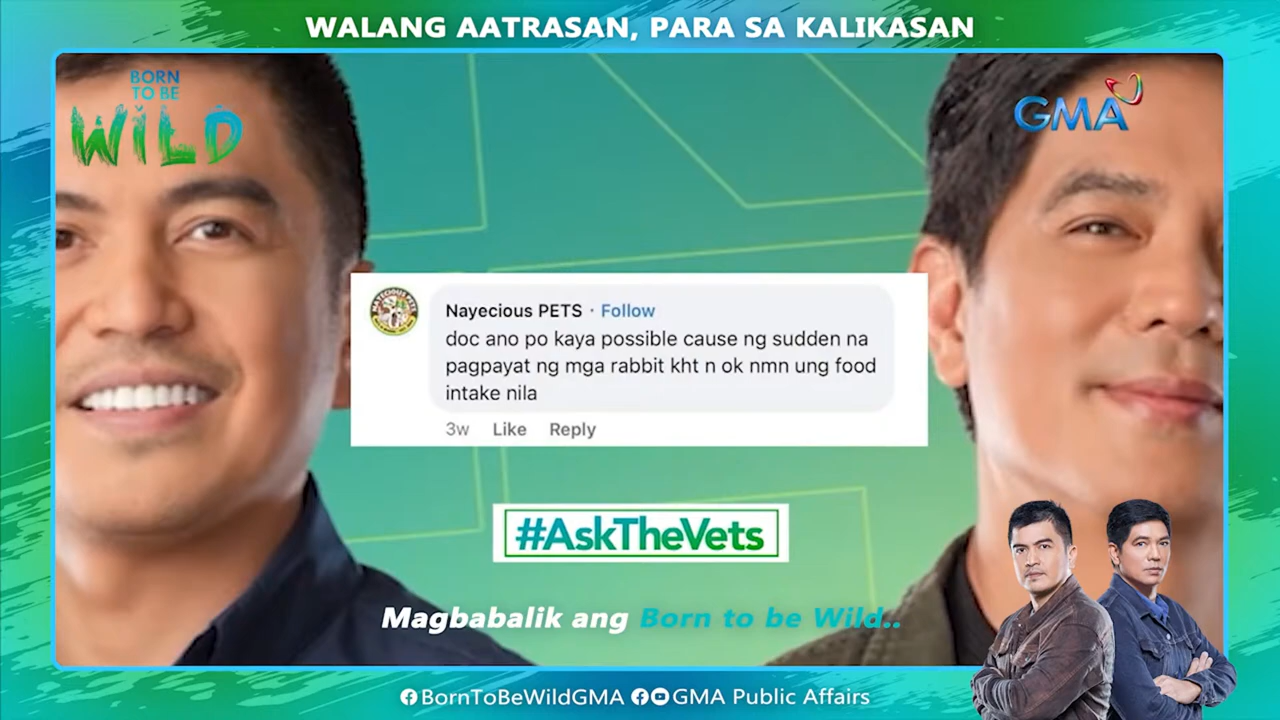 WALANG AATRASAN, PARA SA KALIKASAN
BORN
TO BE
WILD
GMA
Nayecious PETS · Follow
doc ano po kaya possible cause ng sudden na
pagpayat ng mga rabbit kht n ok nmn ung food
intake nila
3w Like Reply
#AskTheVets
Magbabalik ang Born to be Wild..
BornToBeWildGMA GMA Public Affairs